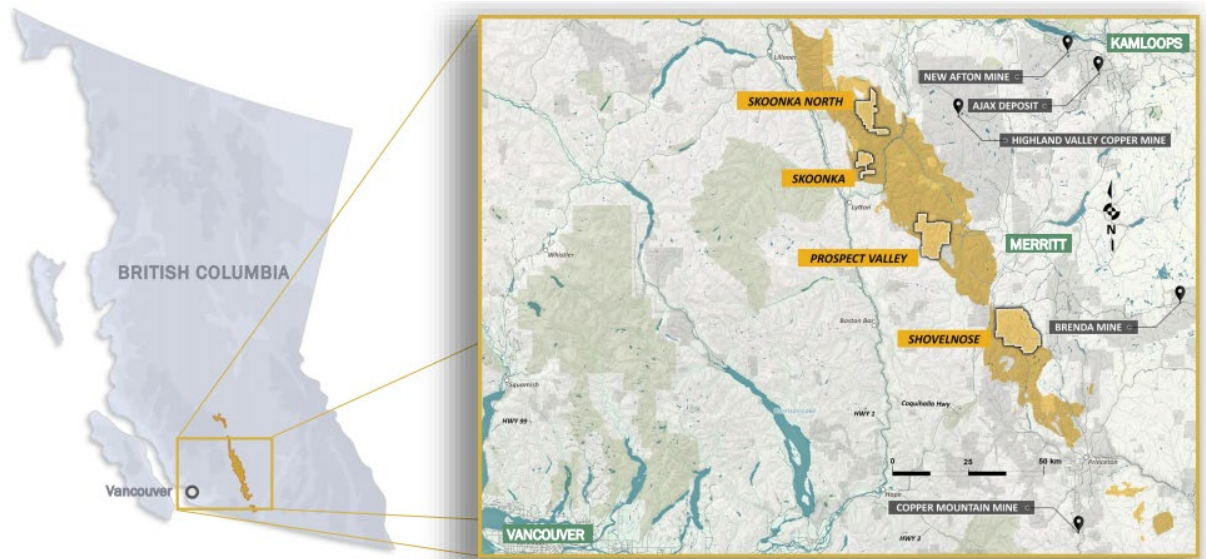 BRITISH COLUMBIA
Vancouver
KAMLOOPS
Lillooet
NEW AFTON MINE
SKOONKA NORTH
AJAX DEPOSIT
HIGHLAND VALLEY COPPER MINE
SKOONKA
Lytton
N
MERRITT
Whistler
PROSPECT VALLEY
Boston Bar
BRENDA MINE
SHOVELNOSE
Squamish
HWY 99
HWY 1
Coquihalla Hwy
0 25 50 km
Princeton
Hope
COPPER MOUNTAIN MINE
VANCOUVER
HWY 3